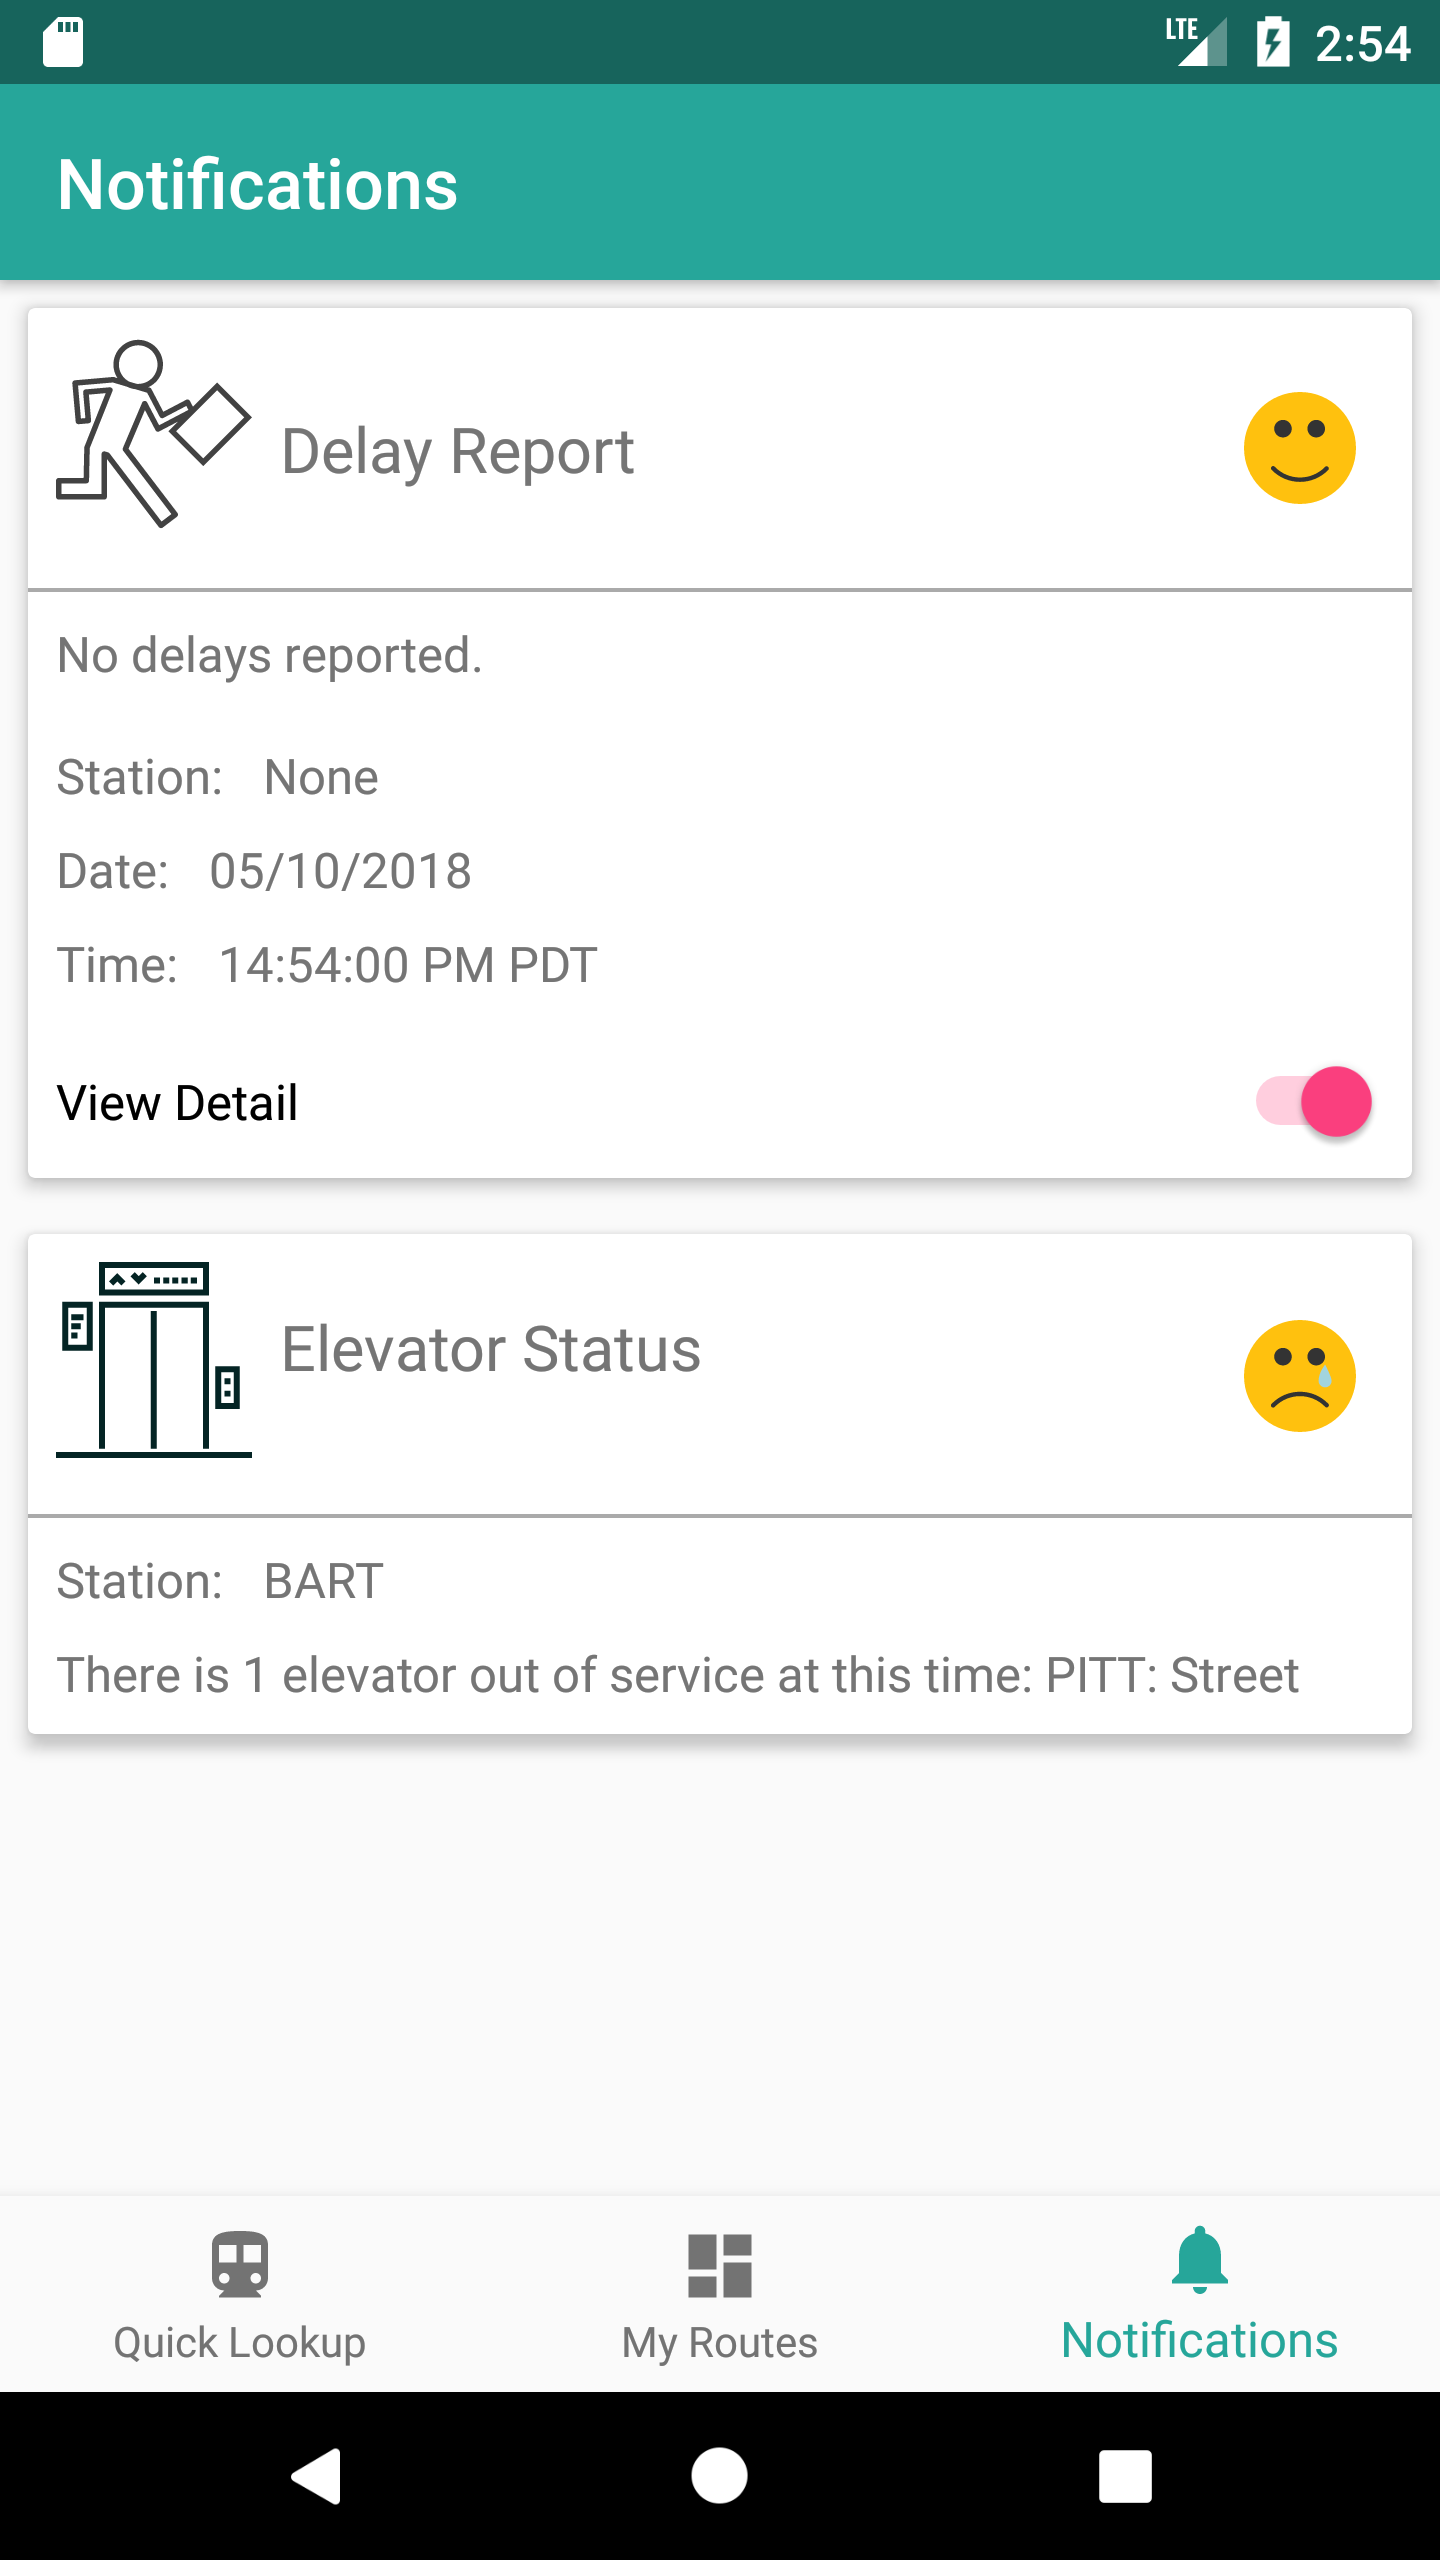 LTE 2:54
Notifications
Delay Report
No delays reported.
Station: None
Date: 05/10/2018
Time: 14:54:00 PM PDT
View Detail
Elevator Status
Station: BART
There is 1 elevator out of service at this time: PITT: Street
Quick Lookup My Routes Notifications